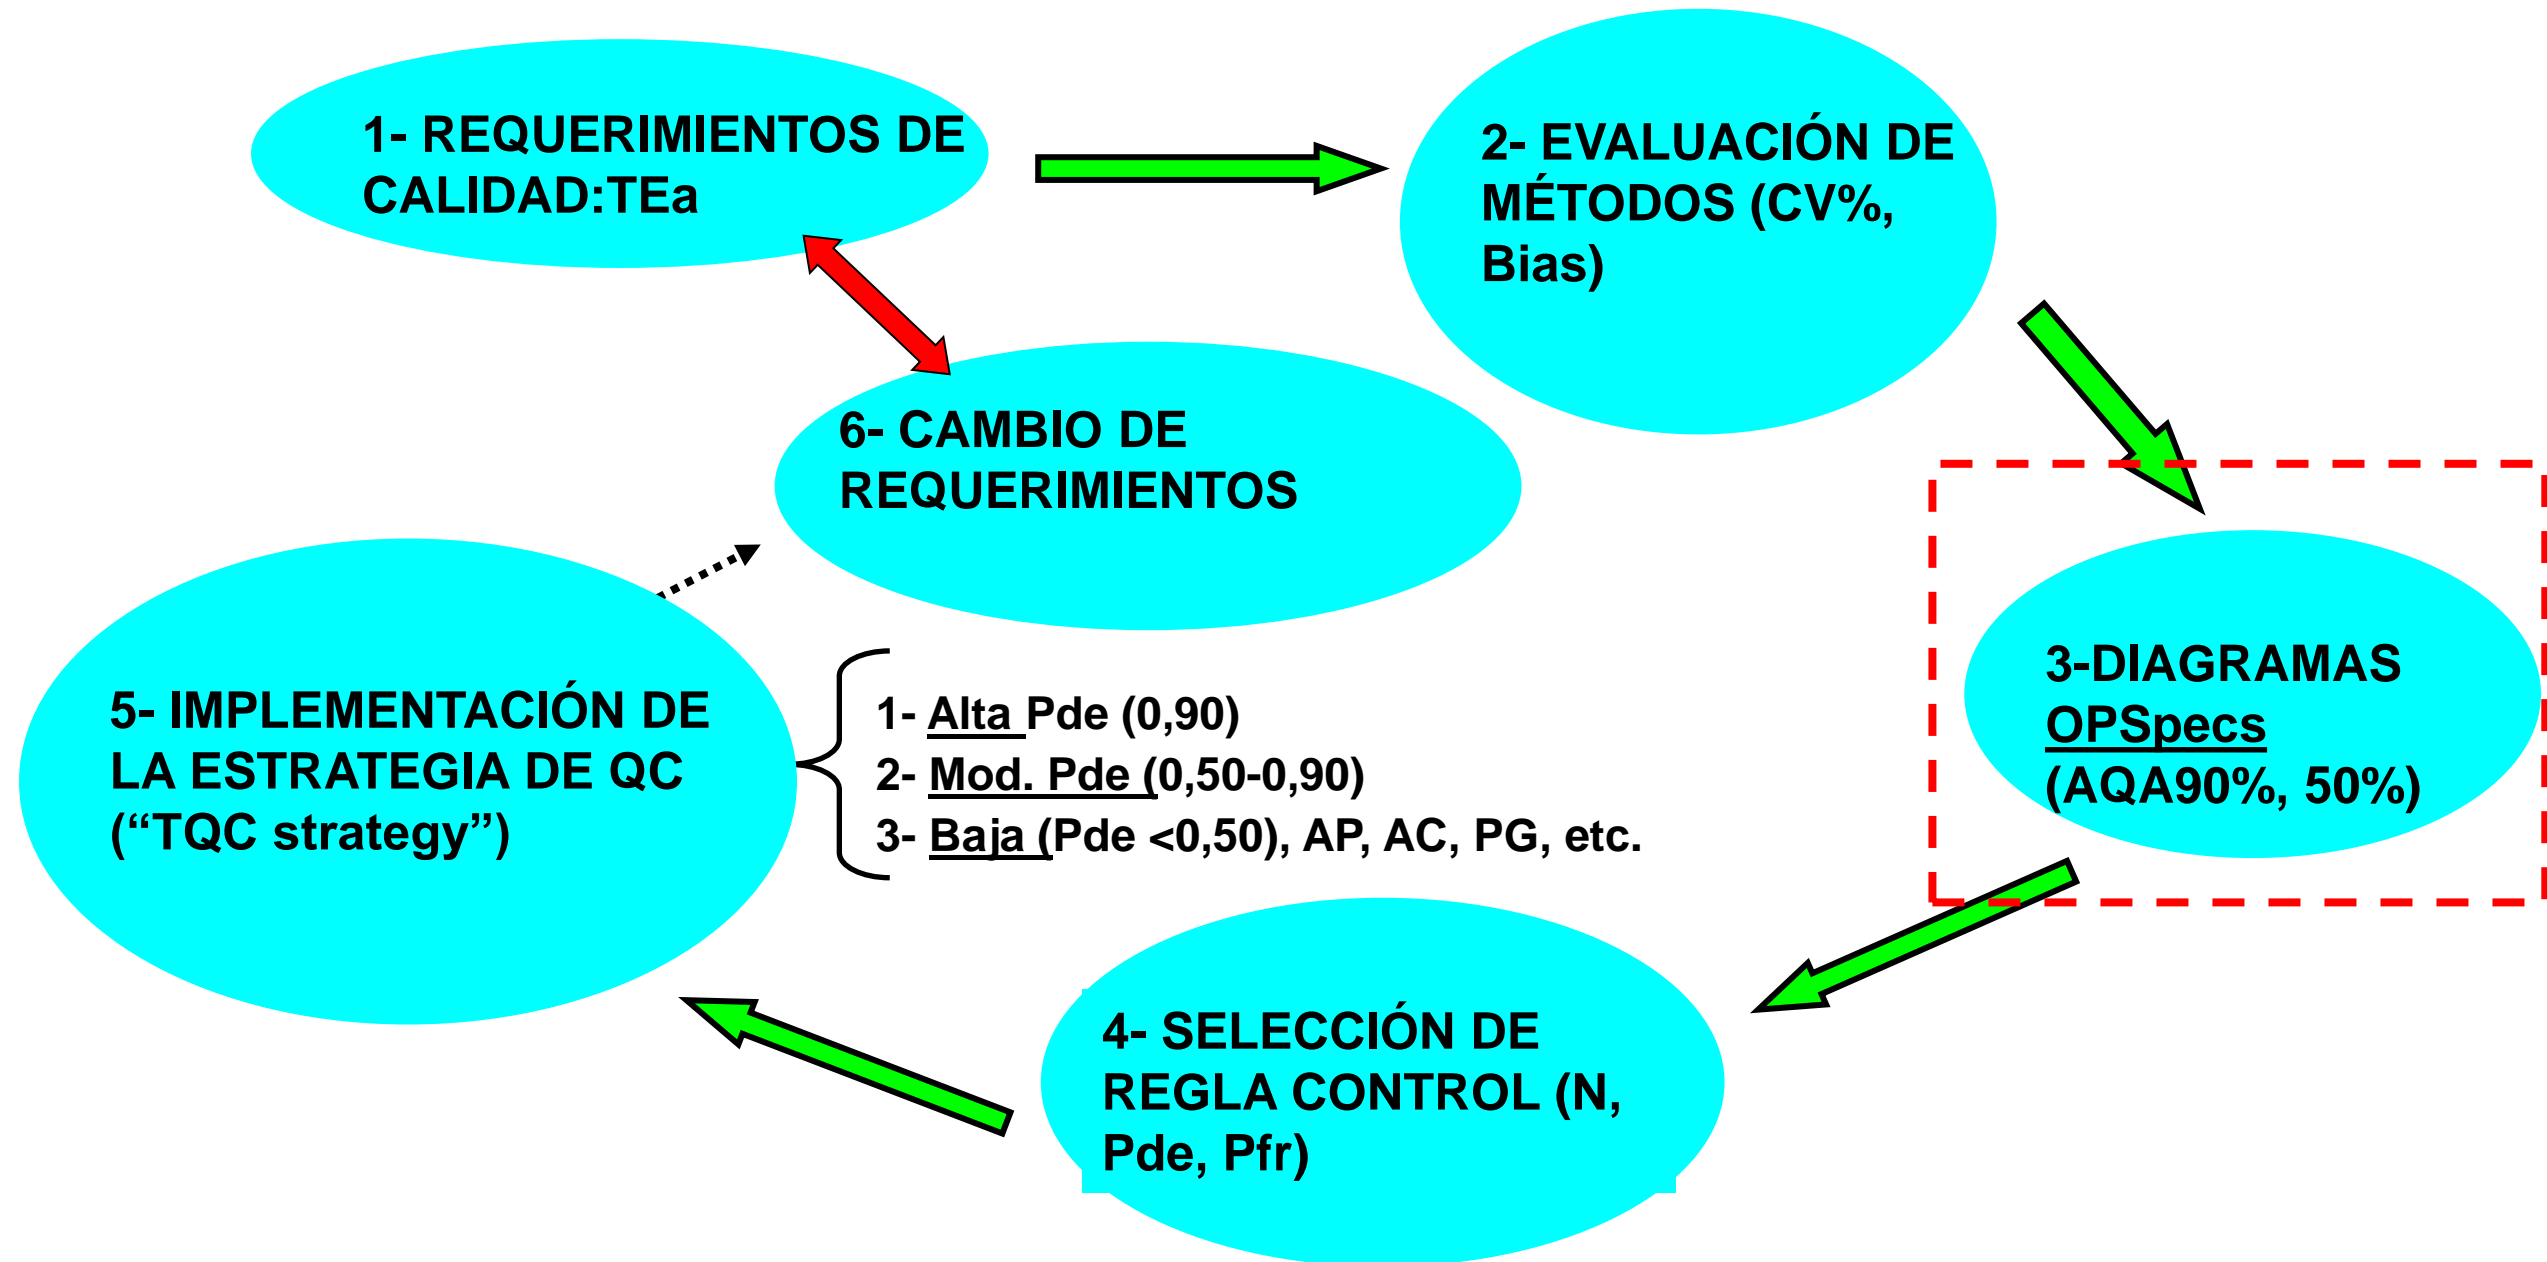 1- REQUERIMIENTOS DE
CALIDAD:TEa
2- EVALUACIÓN DE
MÉTODOS (CV%,
Bias)
3-DIAGRAMAS
OPSpecs
(AQA90%, 50%)
4- SELECCIÓN DE
REGLA CONTROL (N,
Pde, Pfr)
5- IMPLEMENTACIÓN DE
LA ESTRATEGIA DE QC
(“TQC strategy”)
1- Alta Pde (0,90)
2- Mod. Pde (0,50-0,90)
3- Baja (Pde <0,50), AP, AC, PG, etc.
6- CAMBIO DE
REQUERIMIENTOS